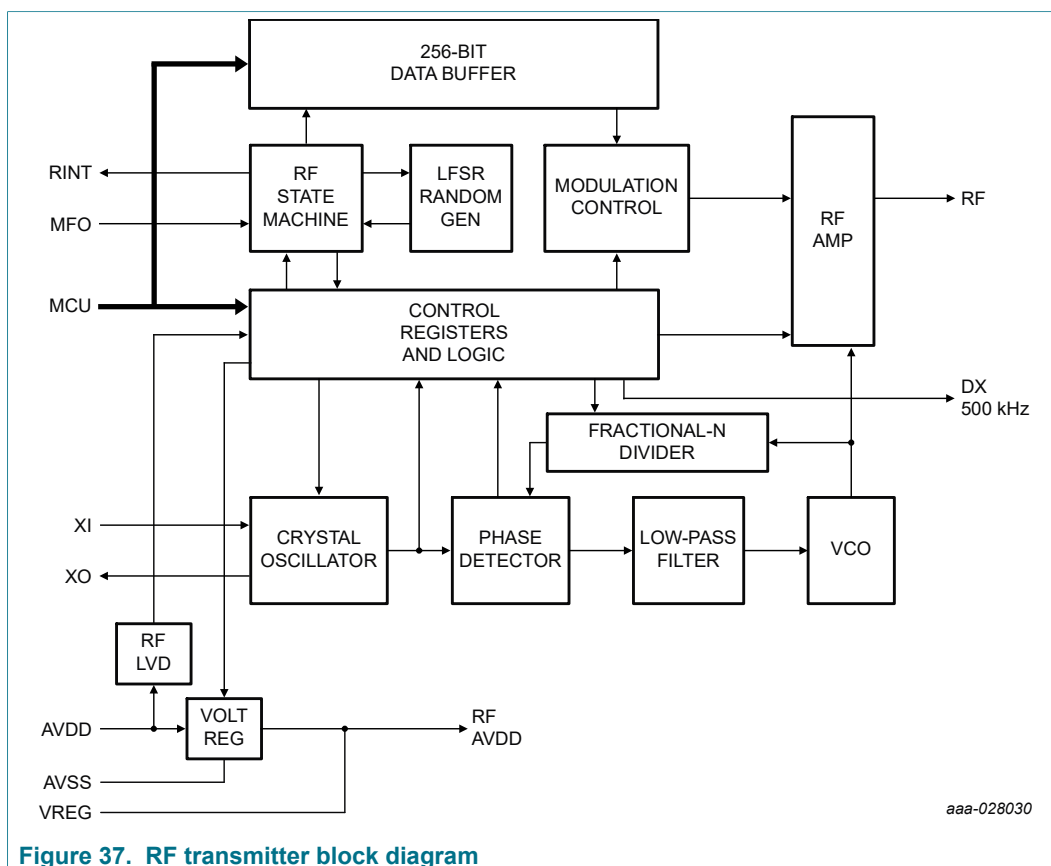 256-BIT
DATA BUFFER
RINT
RF
STATE
MACHINE
LFSR
RANDOM
GEN
MODULATION
CONTROL
RF
AMP
RF
MFO
MCU
CONTROL
REGISTERS
AND LOGIC
DX
500 kHz
FRACTIONAL-N
DIVIDER
XI
CRYSTAL
OSCILLATOR
PHASE
DETECTOR
LOW-PASS
FILTER
VCO
XO
RF
LVD
AVDD
VOLT
REG
RF
AVDD
AVSS
VREG
aaa-028030
Figure 37. RF transmitter block diagram